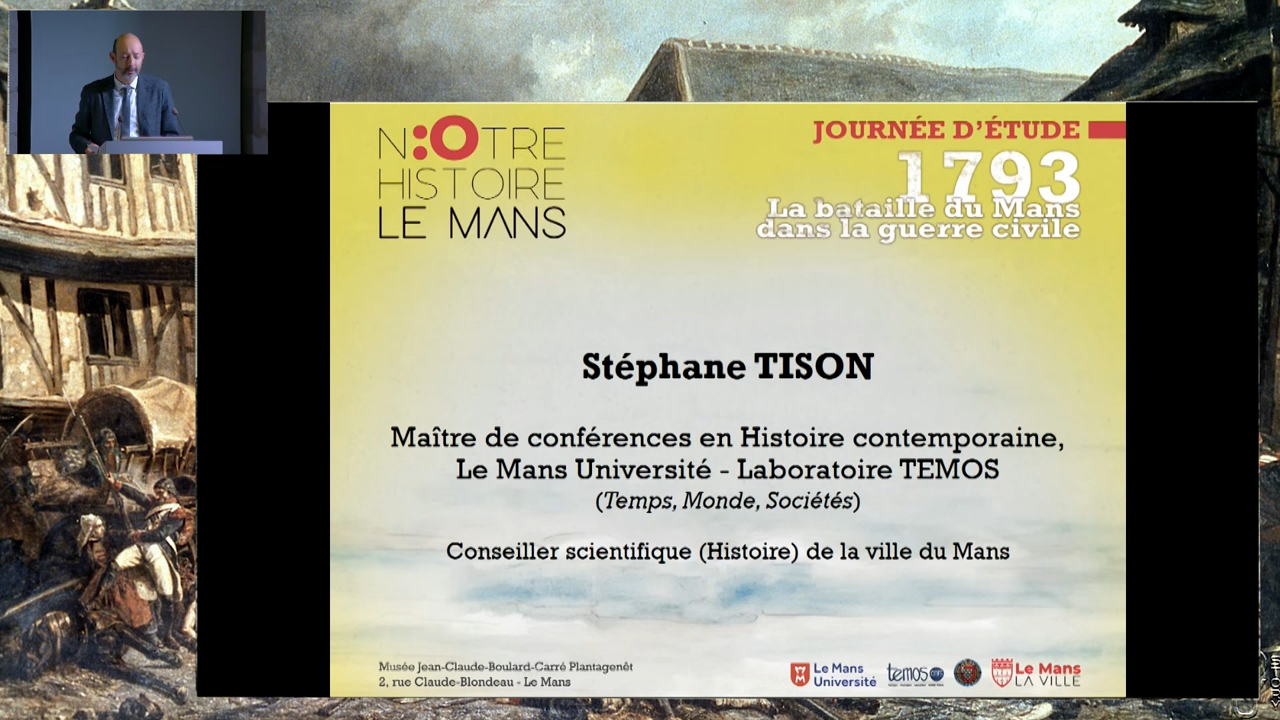 N:OTRE
HISTOIRE
LE MANS
JOURNÉE D'ÉTUDE
1793
La bataille du Mans
dans la guerre civile
Stéphane TISON
Maître de conférences en Histoire contemporaine,
Le Mans Université - Laboratoire TEMOS
(Temps, Monde, Sociétés)
Conseiller scientifique (Histoire) de la ville du Mans
Musée Jean-Claude-Boulard-Carré Plantagenêt
2, rue Claude-Blondeau - Le Mans
Le Mans
Université
temos
Le Mans
LA VILLE